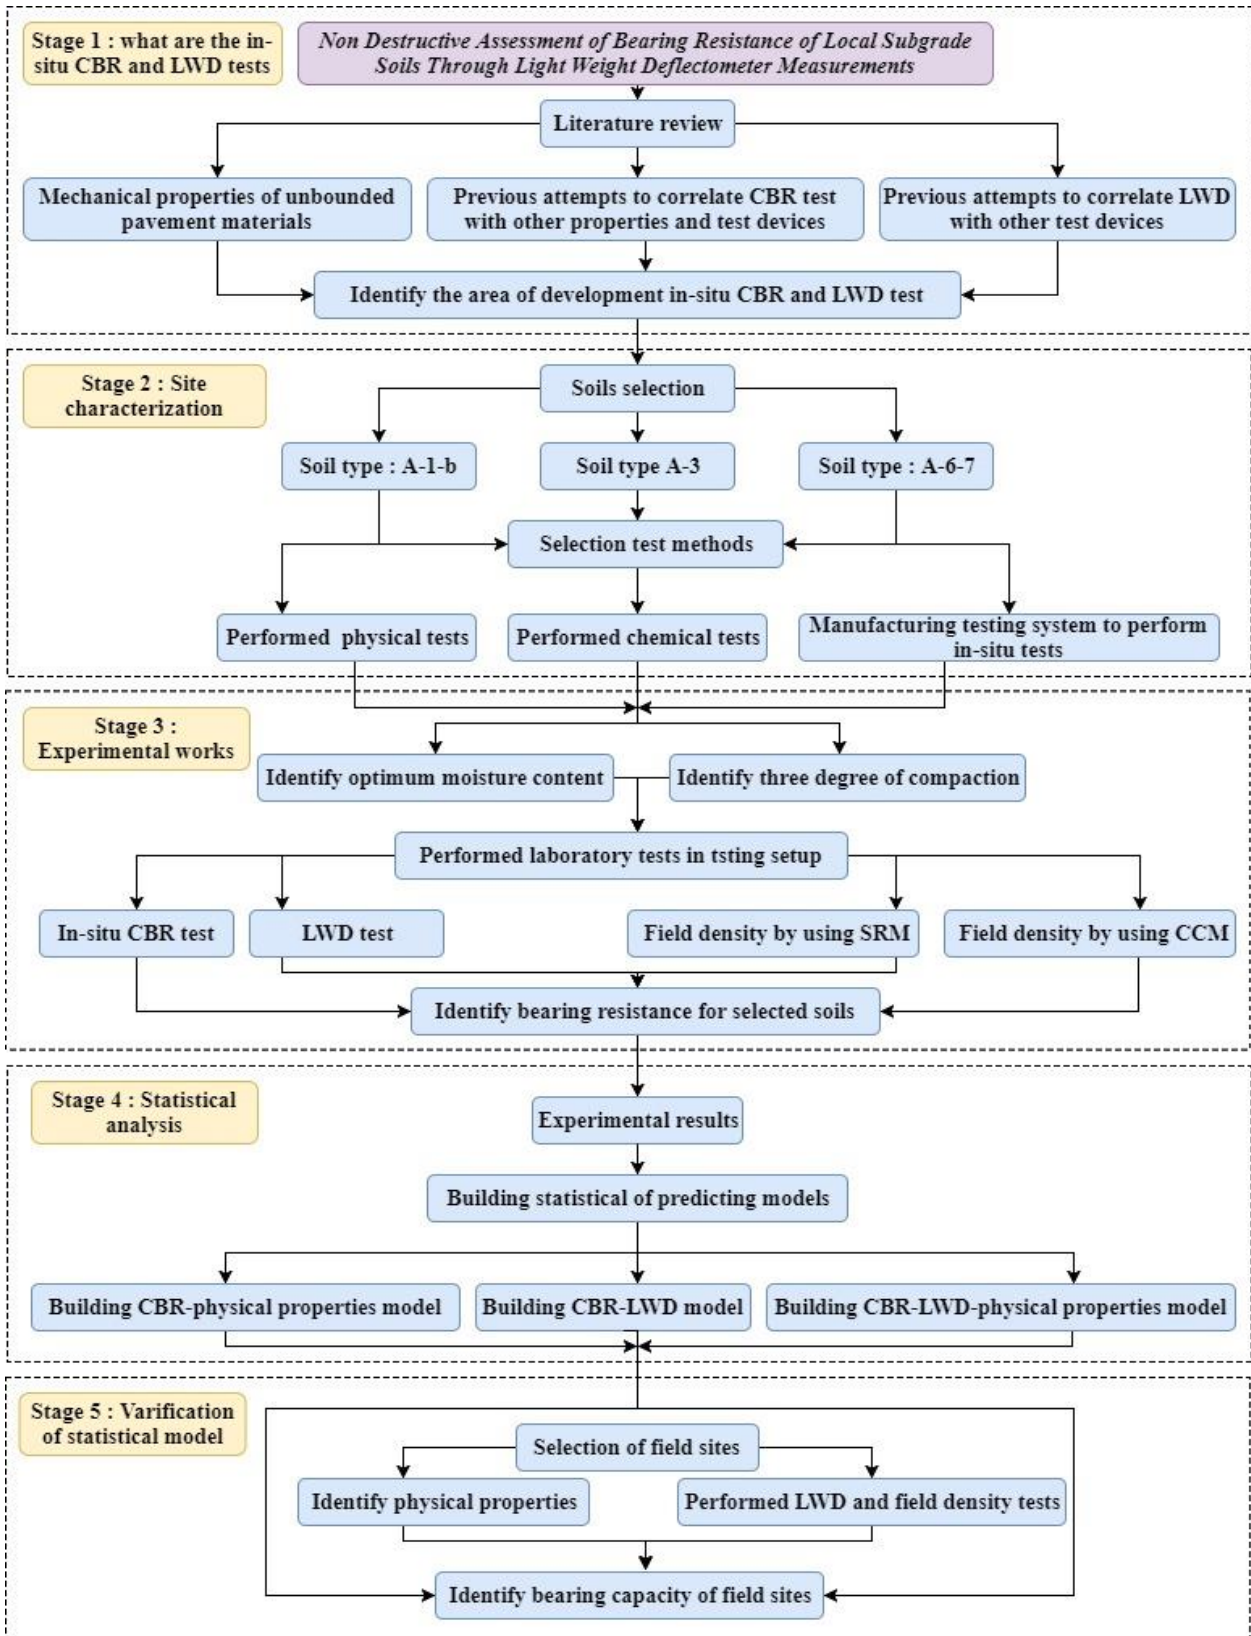 Stage 1 : what are the in-
situ CBR and LWD tests
Non Destructive Assessment of Bearing Resistance of Local Subgrade
Soils Through Light Weight Deflectometer Measurements
Literature review
Mechanical properties of unbounded
pavement materials
Previous attempts to correlate CBR test
with other properties and test devices
Previous attempts to correlate LWD
with other test devices
Identify the area of development in-situ CBR and LWD test
Stage 2 : Site
characterization
Soils selection
Soil type : A-1-b
Soil type A-3
Soil type : A-6-7
Selection test methods
Performed physical tests
Performed chemical tests
Manufacturing testing system to perform
in-situ tests
Stage 3 :
Experimental works
Identify optimum moisture content
Identify three degree of compaction
Performed laboratory tests in tsting setup
In-situ CBR test
LWD test
Field density by using SRM
Field density by using CCM
Identify bearing resistance for selected soils
Stage 4 : Statistical
analysis
Experimental results
Building statistical of predicting models
Building CBR-physical properties model
Building CBR-LWD model
Building CBR-LWD-physical properties model
Stage 5 : Varification
of statistical model
Selection of field sites
Identify physical properties
Performed LWD and field density tests
Identify bearing capacity of field sites